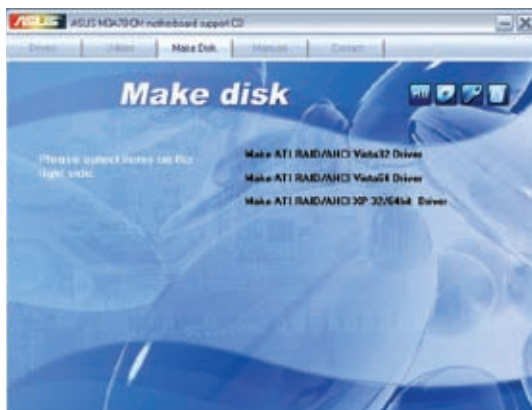 ASUS ASUS M3A78-CM motherboard support CD
Drivers Utilities Make Disk Manuals Contact
Make disk
Please select items on the
right side.
Make ATI RAID/AHCI Vista32 Driver
Make ATI RAID/AHCI Vista64 Driver
Make ATI RAID/AHCI XP 32/64bit Driver